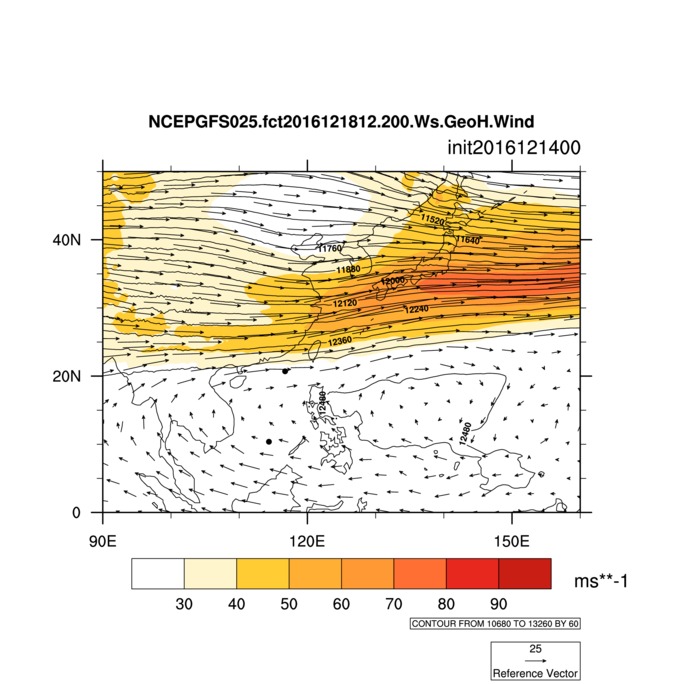 NCEPGFS025.fct2016121812.200.Ws.GeoH.Wind
init2016121400
11520
40N
11640
11760
11880
12000
12120
12240
12360
20N
12480
12480
0
90E 120E 150E
ms**-1
30 40 50 60 70 80 90
CONTOUR FROM 10680 TO 13260 BY 60
25
Reference Vector